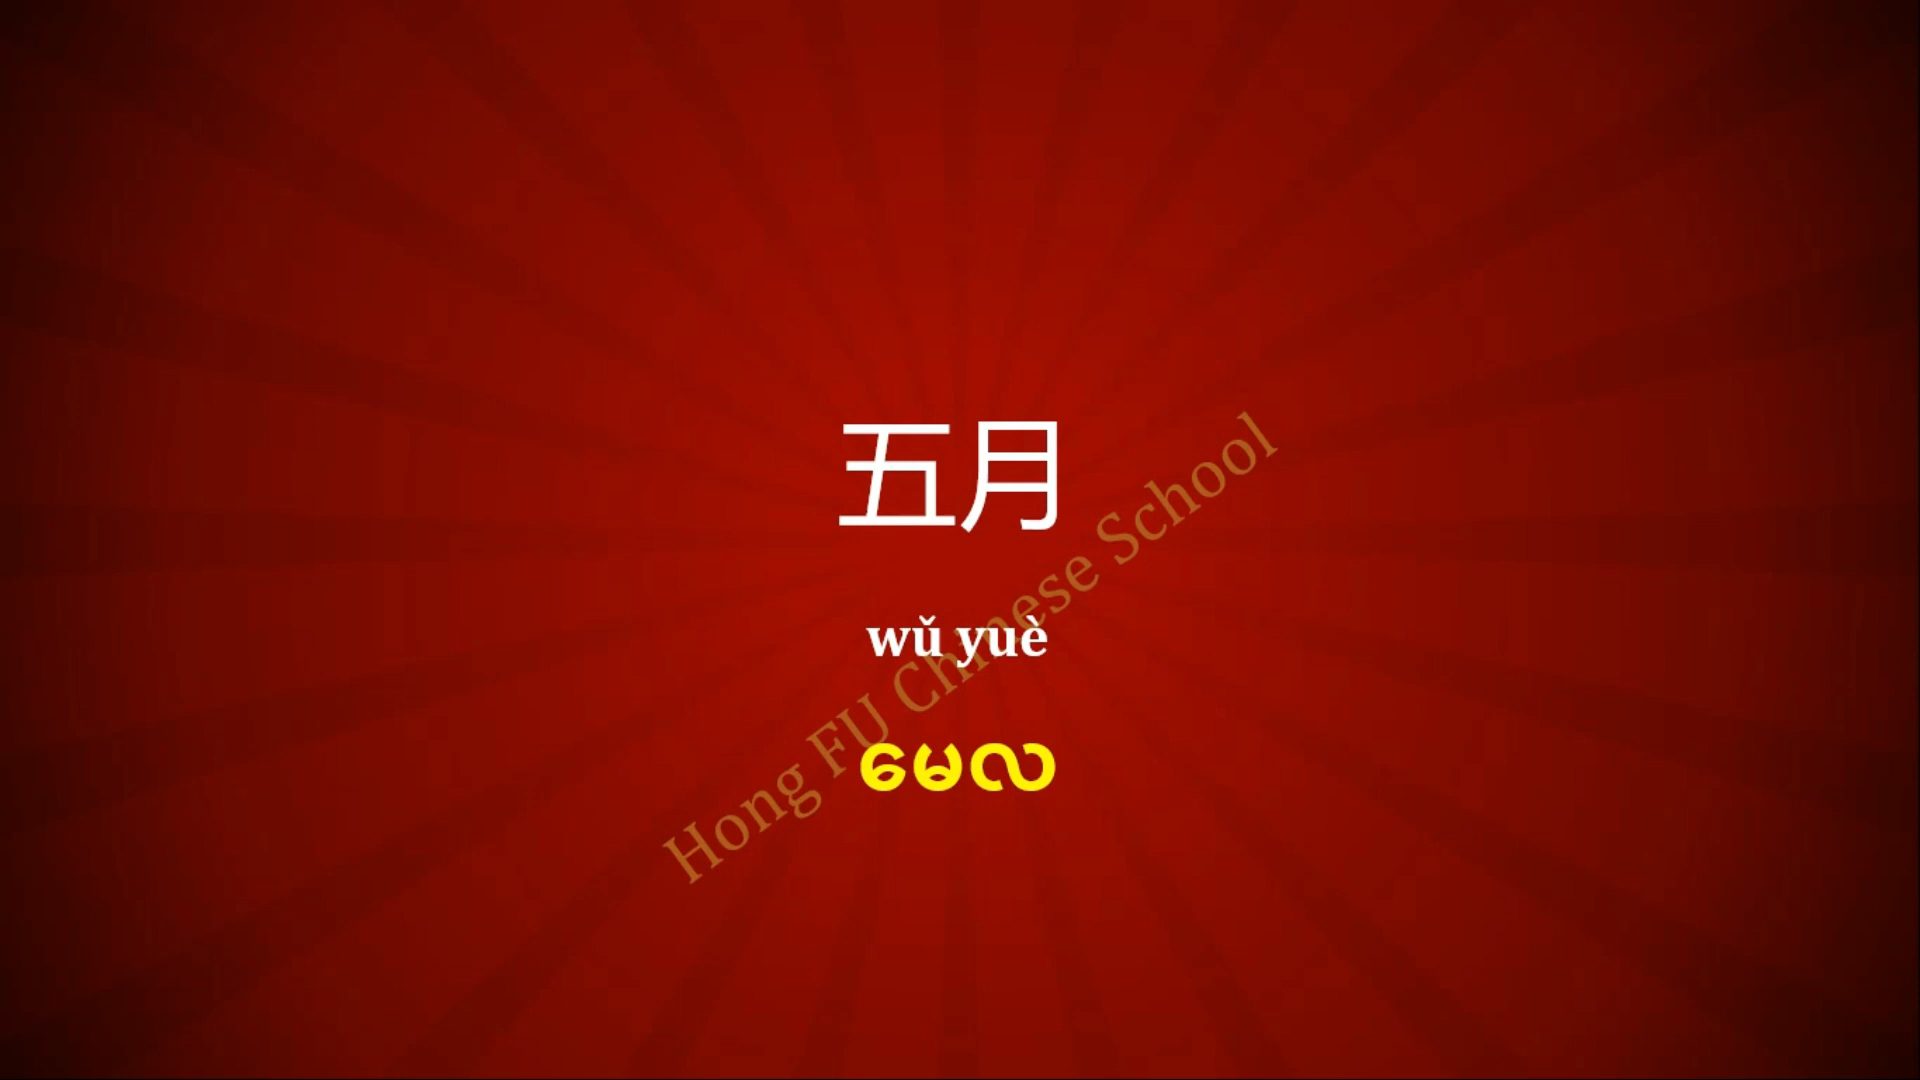 五月
wǔ yuè
မေလ
Hong FU Chinese School